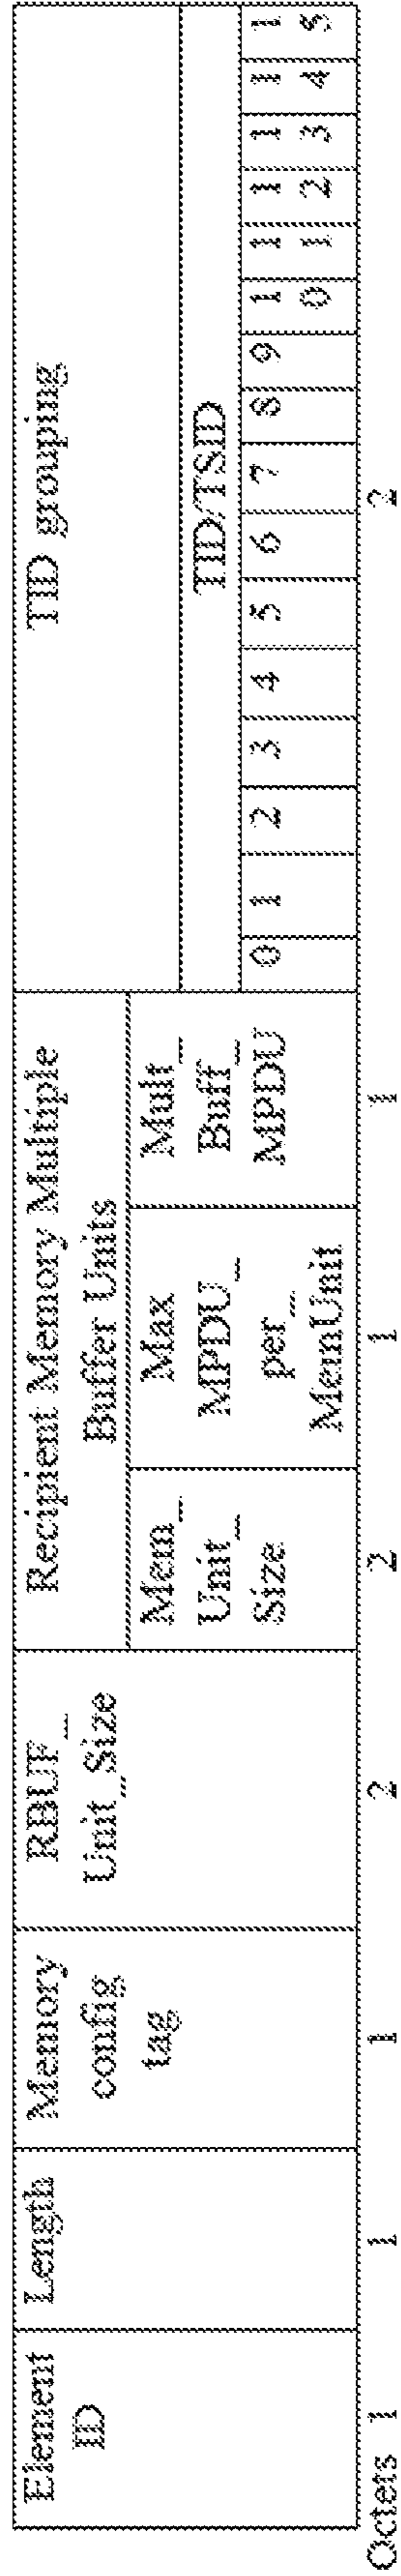 Element
ID
Length
Memory
config
tag
RBUF_
Unit_Size
Recipient Memory Multiple
Buffer Units
Mem_
Unit_
Size
Max
MPDU_
per_
MemUnit
Mult_
Buff_
MPDU
TID grouping
TID/TSID
0 1 2 3 4 5 6 7 8 9 10 11 12 13 14 15
Octets 1 1 1 2 2 1 1 2